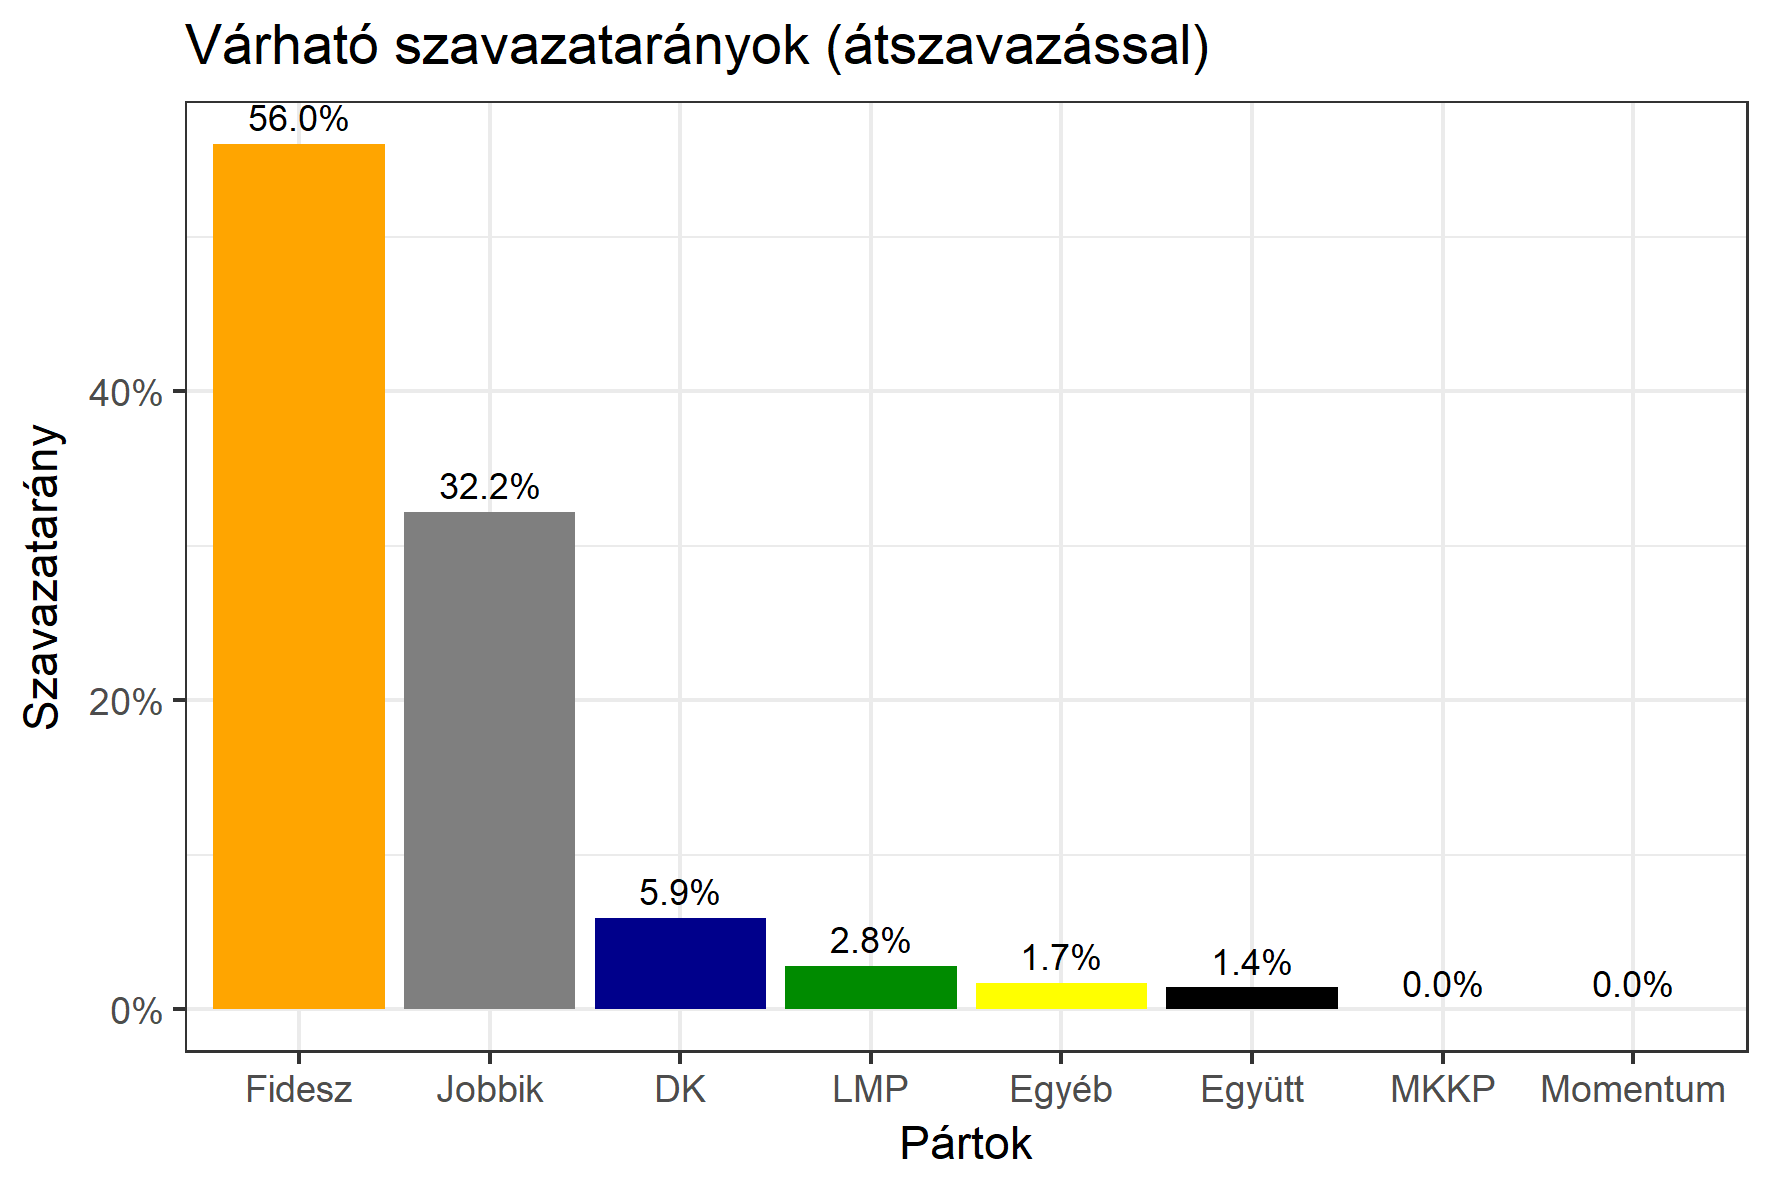 Várható szavazatarányok (átszavazással)
56.0%
32.2%
5.9%
2.8%
1.7%
1.4%
0.0%
0.0%
40%
20%
0%
Szavazatarány
Fidesz
Jobbik
DK
LMP
Egyéb
Együtt
MKKP
Momentum
Pártok